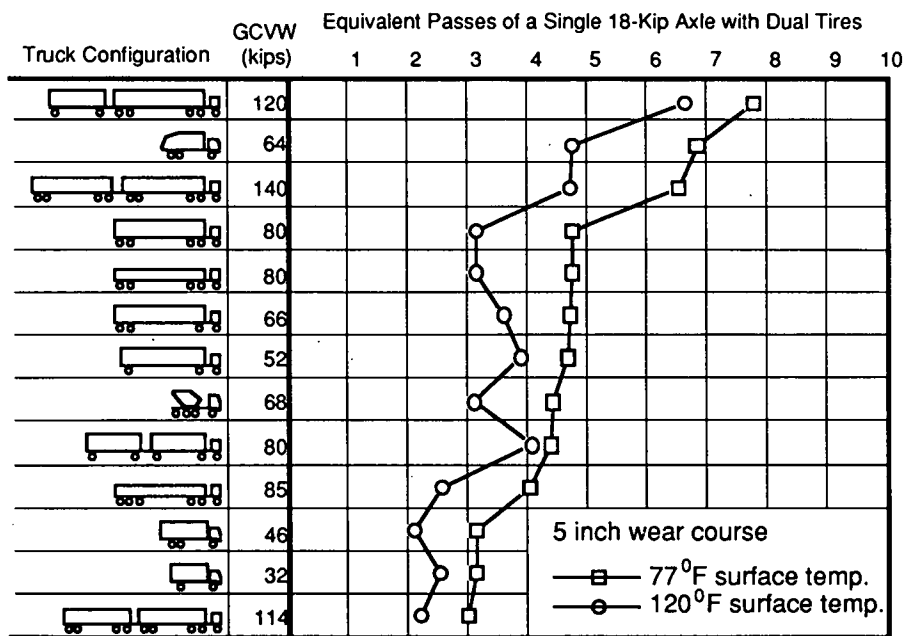 Equivalent Passes of a Single 18-Kip Axle with Dual Tires
GCVW
(kips)
Truck Configuration
1 2 3 4 5 6 7 8 9 10
120
64
140
80
80
66
52
68
80
85
46
32
114
5 inch wear course
77⁰F surface temp.
120⁰F surface temp.